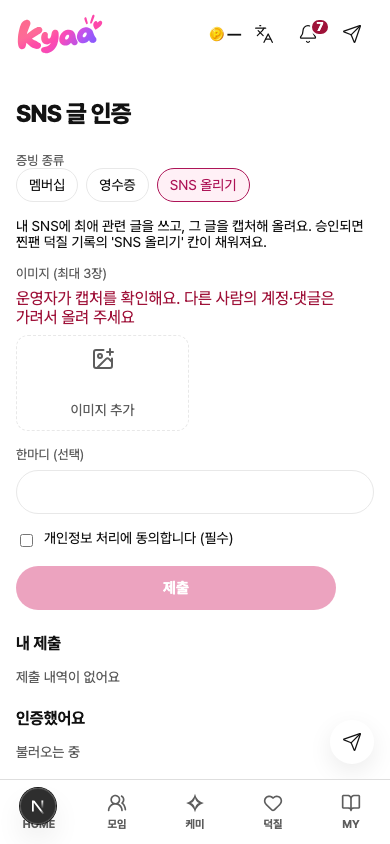 Kyaa
7
SNS 글 인증
증빙 종류
멤버십
영수증
SNS 올리기
내 SNS에 최애 관련 글을 쓰고, 그 글을 캡처해 올려요. 승인되면
찐팬 덕질 기록의 'SNS 올리기' 칸이 채워져요.
이미지 (최대 3장)
운영자가 캡처를 확인해요. 다른 사람의 계정·댓글은
가려서 올려 주세요
이미지 추가
한마디 (선택)
개인정보 처리에 동의합니다 (필수)
제출
내 제출
제출 내역이 없어요
인증했어요
불러오는 중
N
HOME
모임
케미
덕질
MY